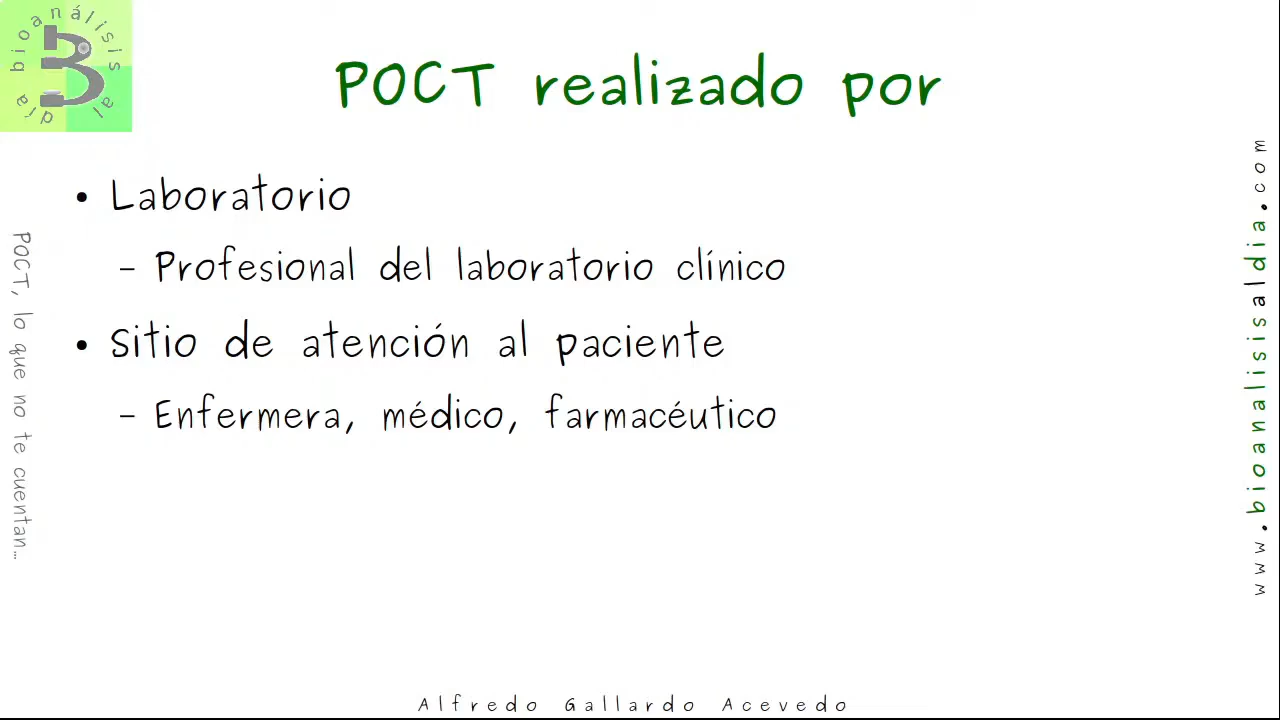 bioanálisis al día
POCT realizado por
• Laboratorio
– Profesional del laboratorio clínico
• Sitio de atención al paciente
– Enfermera, médico, farmacéutico
POCT, lo que no te cuentan...
www.bioanalisisaldia.com
Alfredo Gallardo Acevedo